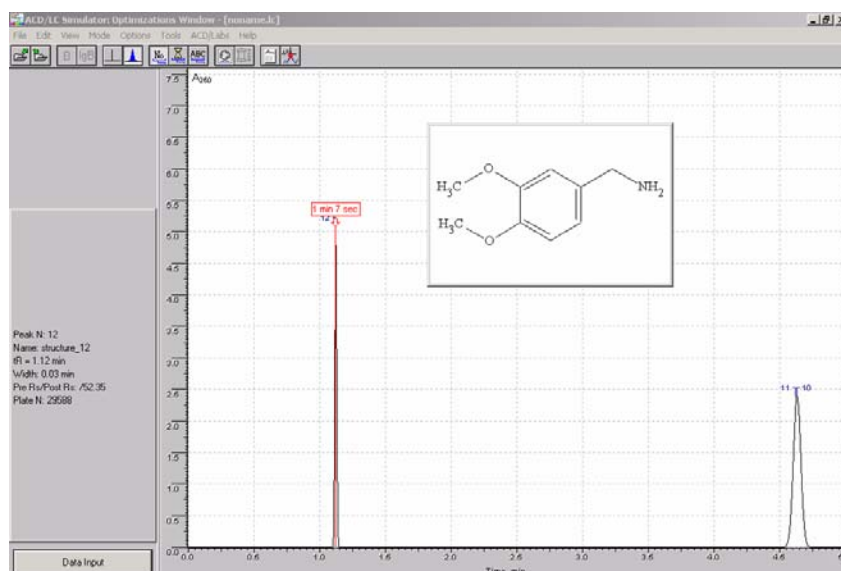 ACD/LC Simulator: Optimizations Window - [noname.lc]
File Edit View Mode Options Tools ACD/Labs Help
B lgB No ABC
7.5 A260
7.0
6.5
6.0
5.5
5.0
4.5
4.0
3.5
3.0
2.5
2.0
1.5
1.0
0.5
0.0
1 min 7 sec
12
H₃C O
H₃C O
NH₂
11 10
Peak N: 12
Name: structure_12
tR = 1.12 min
Width: 0.03 min
Pre Rs/Post Rs: /52.35
Plate N: 29588
Data Input
0.0 0.5 1.0 1.5 2.0 2.5 3.0 3.5 4.0 4.5
Time, min